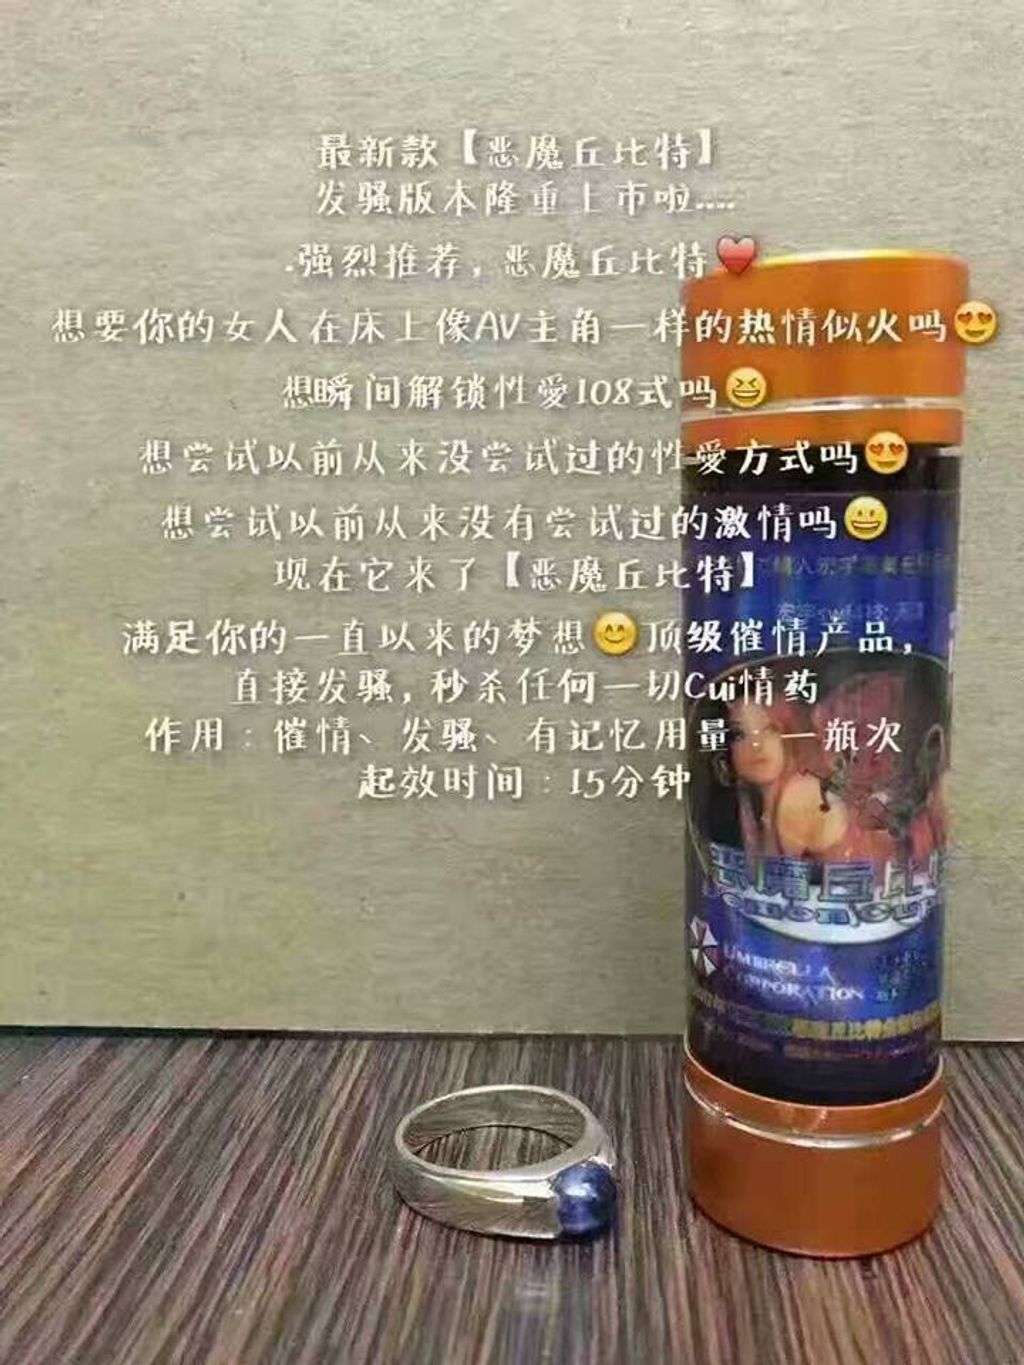 最新款【恶魔丘比特】
发骚版本隆重上市啦....
.强烈推荐，恶魔丘比特❤️
想要你的女人在床上像AV主角一样的热情似火吗😍
想瞬间解锁性愛108式吗😆
想尝试以前从来没尝试过的性愛方式吗😍
想尝试以前从来没有尝试过的激情吗😀
现在它来了【恶魔丘比特】
满足你的一直以来的梦想😊顶级催情产品，
直接发骚，秒杀任何一切Cui情药
作用：催情、发骚、有记忆用量：一瓶次
起效时间：15分钟
恶魔丘比
UMBRELLA
CORPORATION